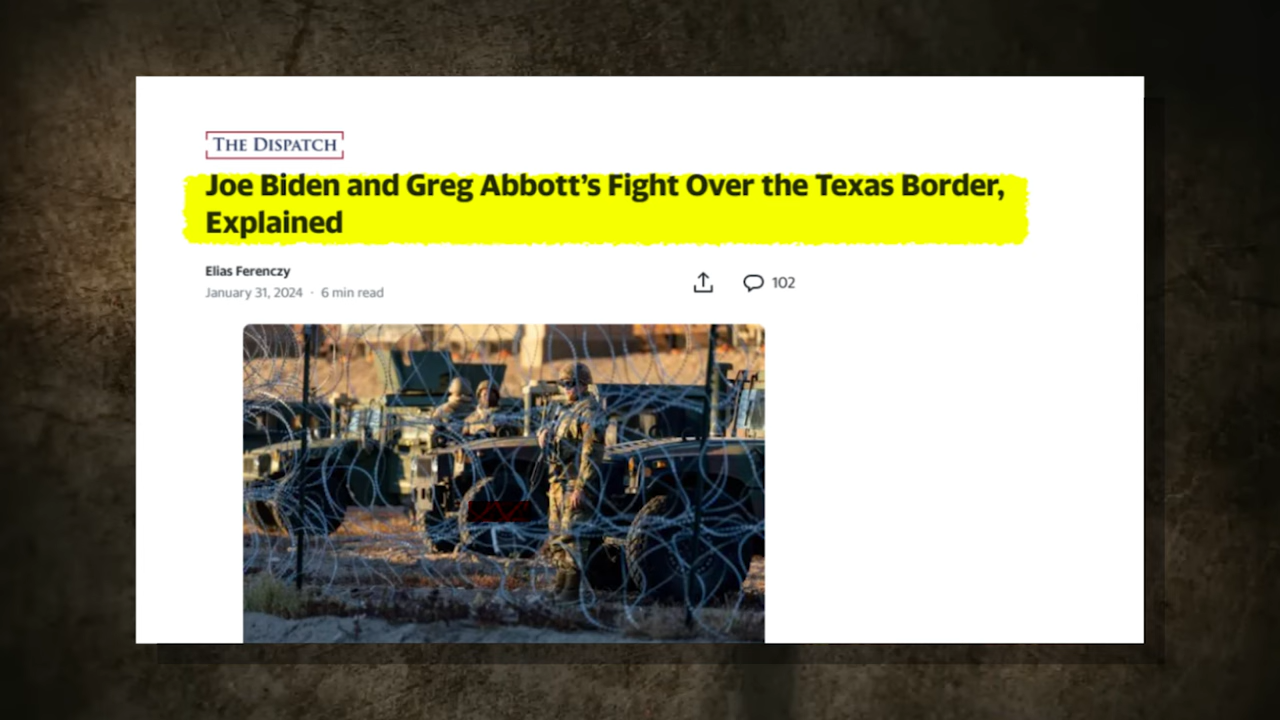 THE DISPATCH
Joe Biden and Greg Abbott’s Fight Over the Texas Border,
Explained
Elias Ferenczy
January 31, 2024 · 6 min read
102